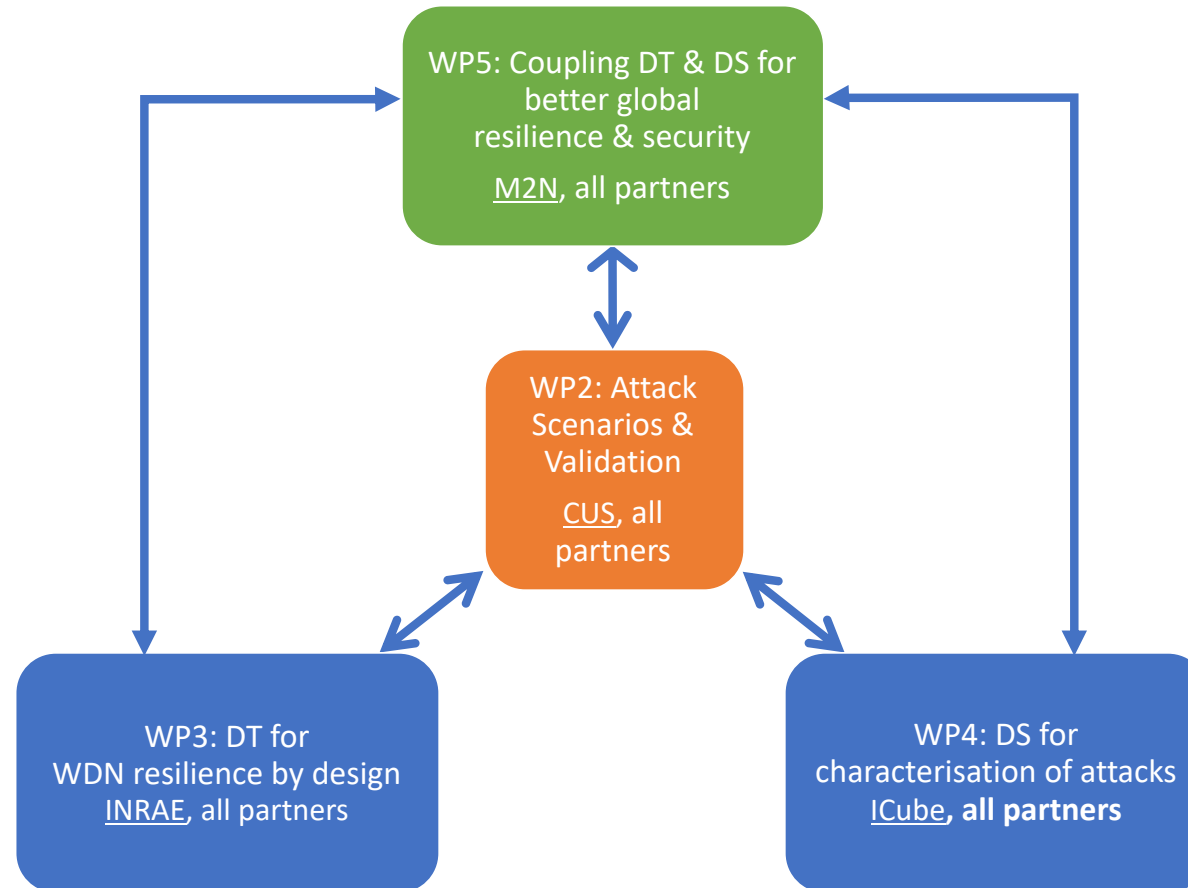 WP5: Coupling DT & DS for
better global
resilience & security
M2N, all partners
WP2: Attack
Scenarios &
Validation
CUS, all
partners
WP3: DT for
WDN resilience by design
INRAE, all partners
WP4: DS for
characterisation of attacks
ICube, all partners